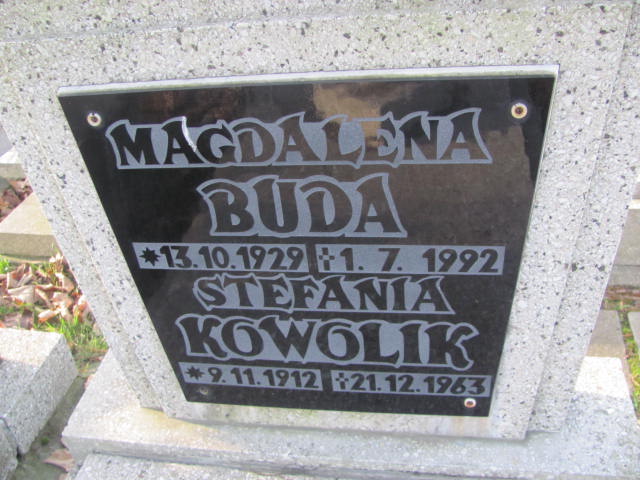 MAGDALENA
BUDA
*13.10.1929 †1. 7. 1992
STEFANIA
KOWOLIK
*9.11.1912 †21.12.1963